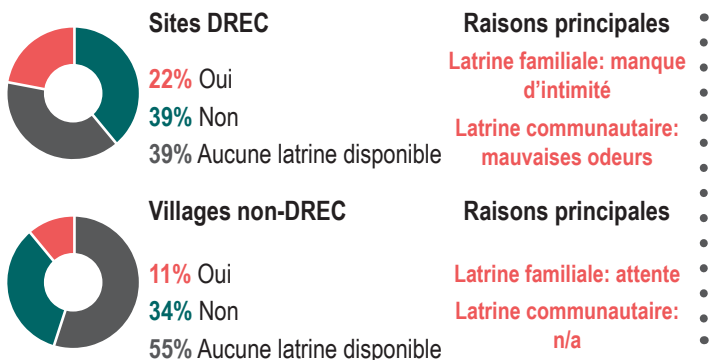 Sites DREC
22% Oui
39% Non
39% Aucune latrine disponible
Raisons principales
Latrine familiale: manque
d’intimité
Latrine communautaire:
mauvaises odeurs
Villages non-DREC
11% Oui
34% Non
55% Aucune latrine disponible
Raisons principales
Latrine familiale: attente
Latrine communautaire:
n/a